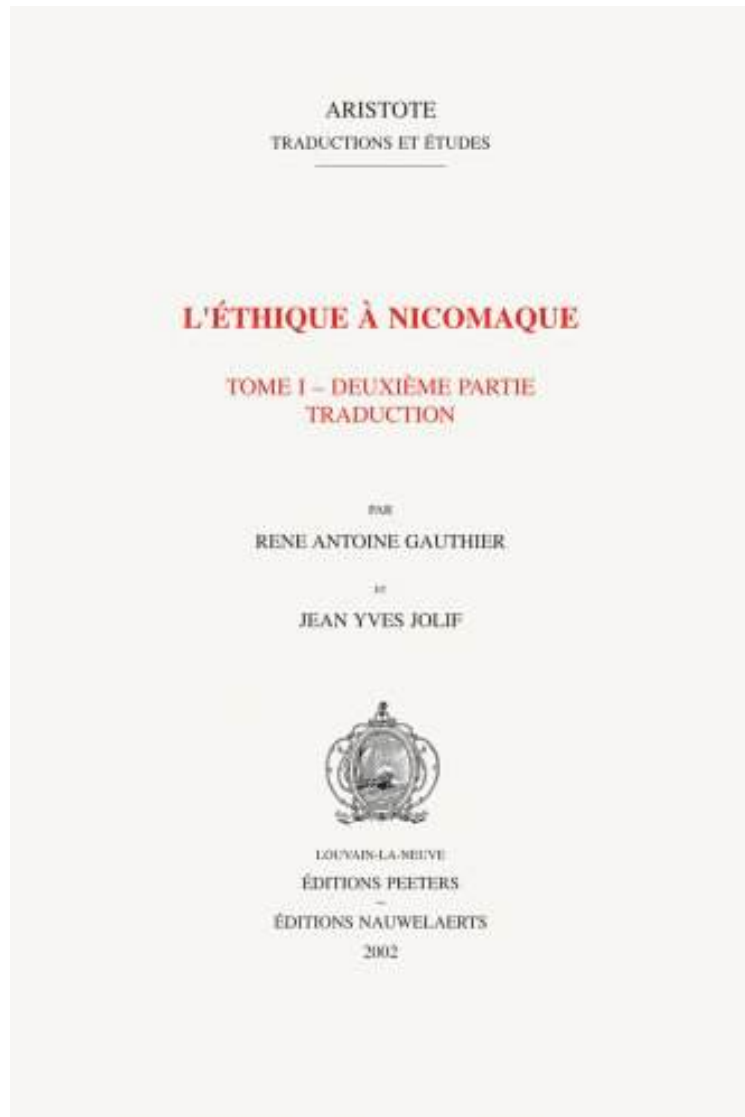 ARISTOTE
TRADUCTIONS ET ÉTUDES
L'ÉTHIQUE À NICOMAQUE
TOME I – DEUXIÈME PARTIE
TRADUCTION
PAR
RENE ANTOINE GAUTHIER
ET
JEAN YVES JOLIF
LOUVAIN-LA-NEUVE
ÉDITIONS PEETERS
–
ÉDITIONS NAUWELAERTS
2002